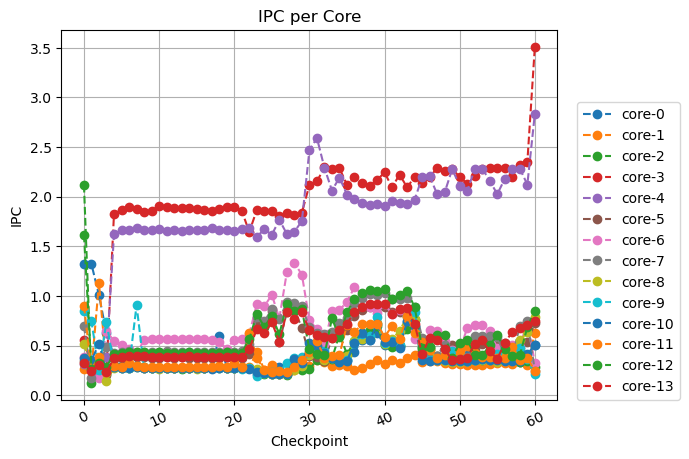 IPC per Core
IPC
3.5
3.0
2.5
2.0
1.5
1.0
0.5
0.0
0
10
20
30
40
50
60
Checkpoint
core-0
core-1
core-2
core-3
core-4
core-5
core-6
core-7
core-8
core-9
core-10
core-11
core-12
core-13